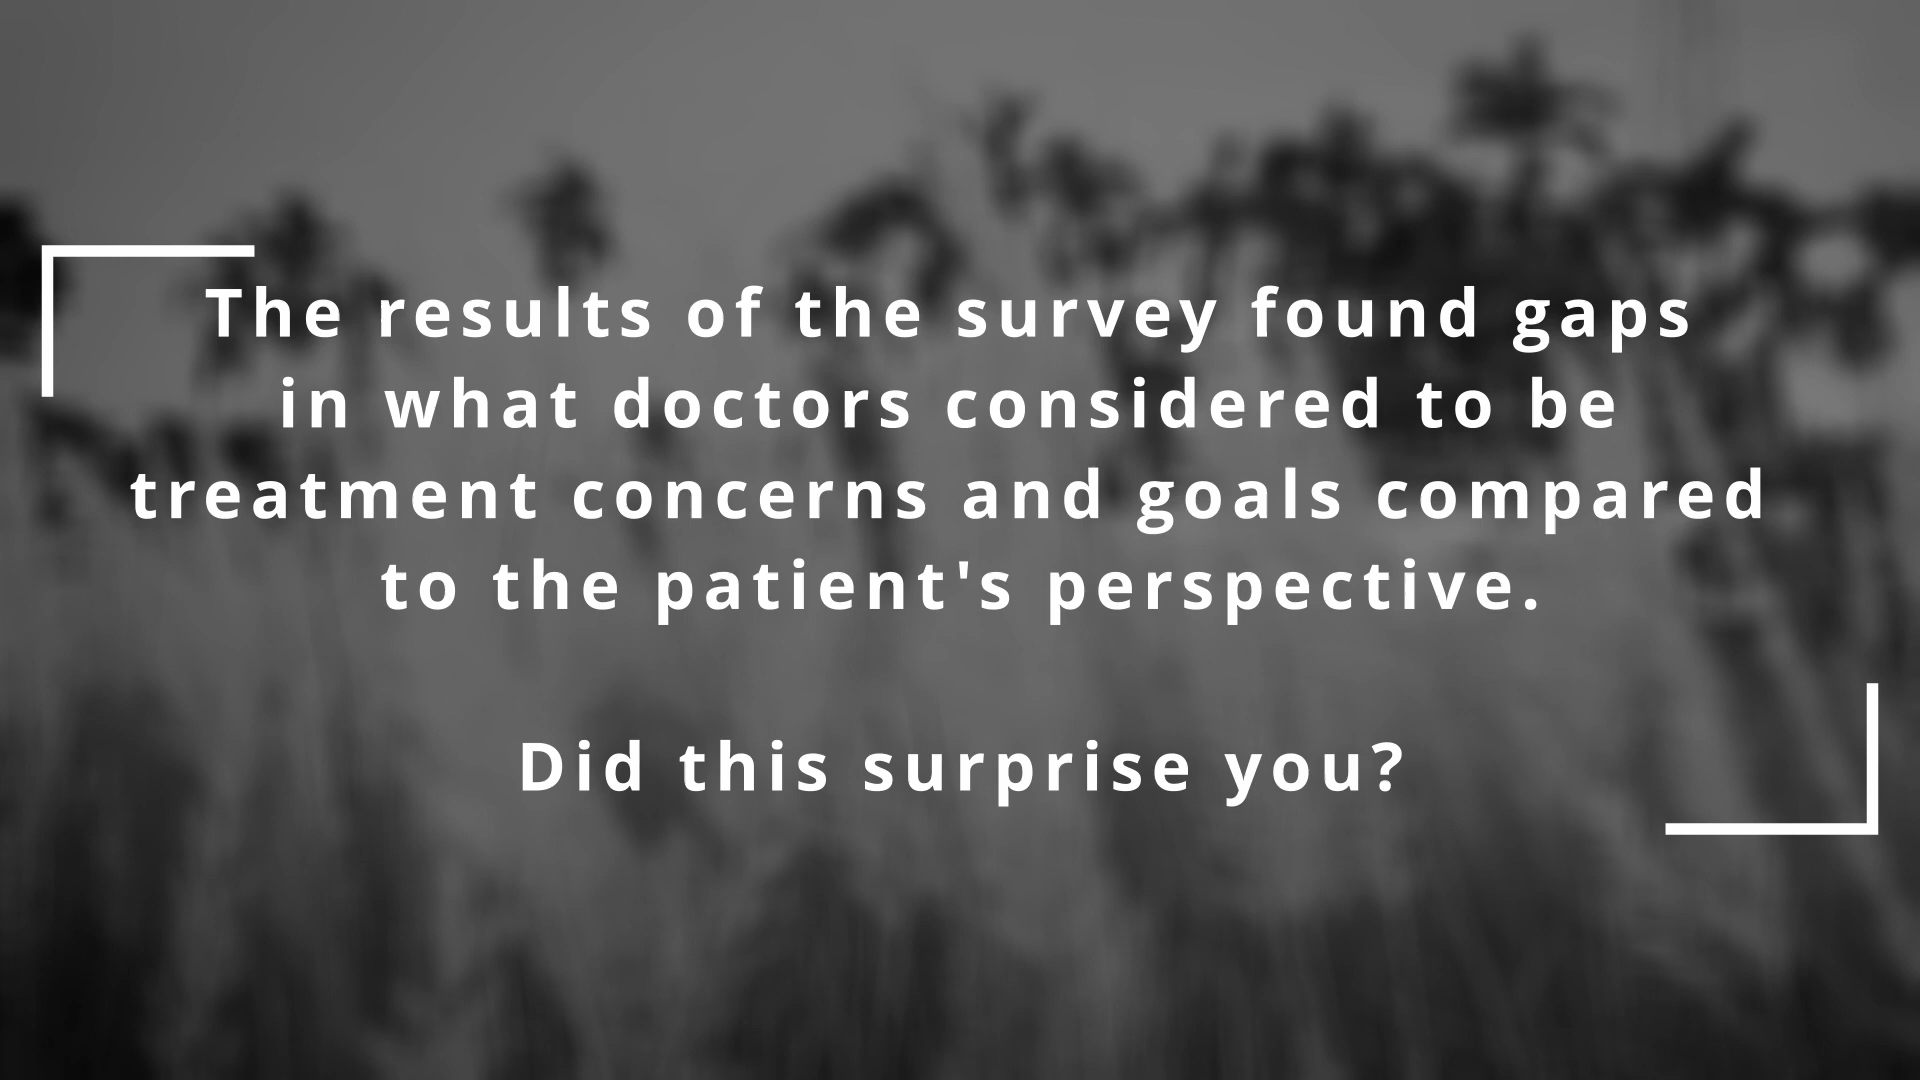 The results of the survey found gaps
in what doctors considered to be
treatment concerns and goals compared
to the patient's perspective.
Did this surprise you?